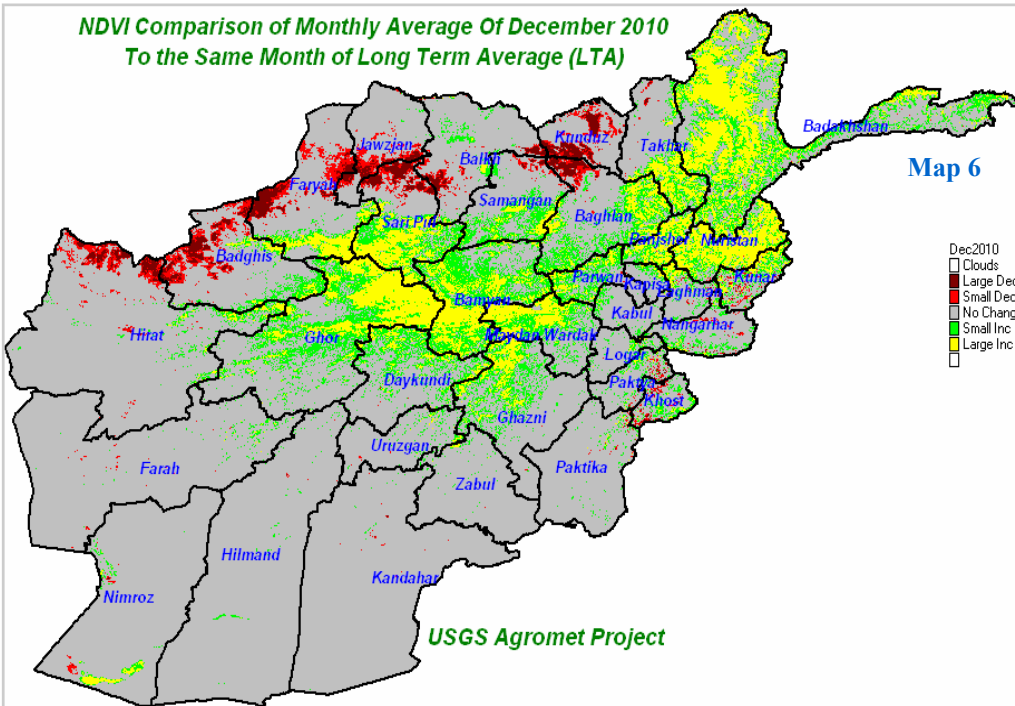 NDVI Comparison of Monthly Average Of December 2010
To the Same Month of Long Term Average (LTA)
Map 6
Badakhshan
Kunduz
Takhar
Jawzjan
Balkh
Faryab
Samangan
Baghlan
Sari Pul
Panjsher
Nuristan
Badghis
Parwan
Kapisa
Laghman
Kunar
Bamyan
Kabul
Nangarhar
Hirat
Ghor
Maydan Wardak
Logar
Daykundi
Paktya
Khost
Ghazni
Uruzgan
Farah
Zabul
Paktika
Hilmand
Kandahar
Nimroz
USGS Agromet Project
Dec2010
Clouds
Large Dec
Small Dec
No Chang
Small Inc
Large Inc